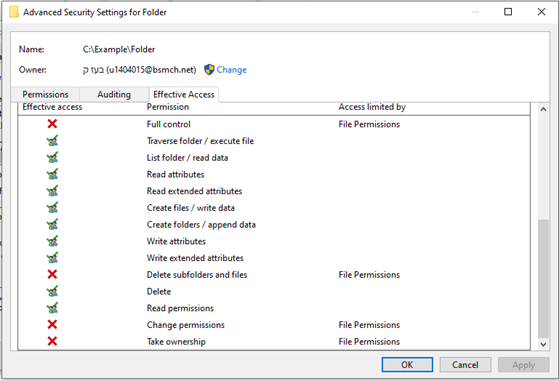 Advanced Security Settings for Folder
Name: C:\Example\Folder
Owner: בעז ק (u1404015@bsmch.net) Change
Permissions Auditing Effective Access
Effective access Permission Access limited by
Full control File Permissions
Traverse folder / execute file
List folder / read data
Read attributes
Read extended attributes
Create files / write data
Create folders / append data
Write attributes
Write extended attributes
Delete subfolders and files File Permissions
Delete
Read permissions
Change permissions File Permissions
Take ownership File Permissions
OK Cancel Apply